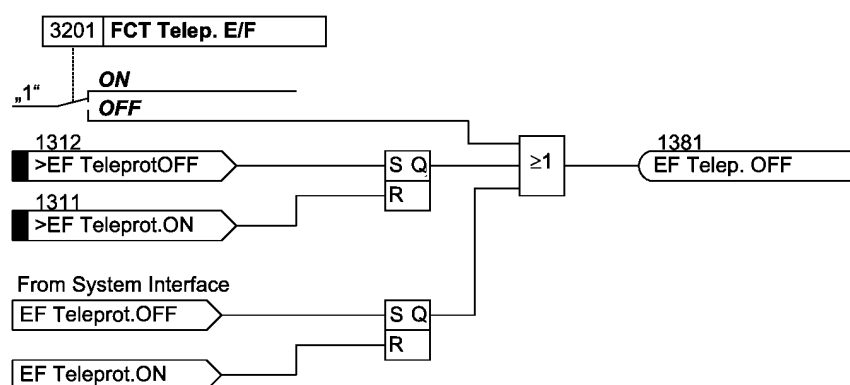 3201 FCT Telep. E/F
ON
„1“
OFF
1312
>EF TeleprotOFF
S Q
R
≥1
1381
EF Telep. OFF
1311
>EF Teleprot.ON
From System Interface
EF Teleprot.OFF
S Q
R
EF Teleprot.ON